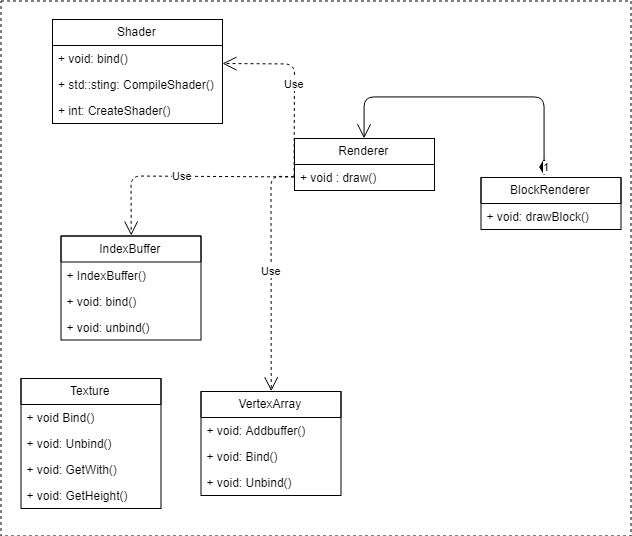 Shader
+ void: bind()
+ std::sting: CompileShader()
+ int: CreateShader()
Use
Renderer
+ void : draw()
1
BlockRenderer
+ void: drawBlock()
Use
IndexBuffer
+ IndexBuffer()
+ void: bind()
+ void: unbind()
Use
Texture
+ void Bind()
+ void: Unbind()
+ void: GetWith()
+ void: GetHeight()
VertexArray
+ void: Addbuffer()
+ void: Bind()
+ void: Unbind()